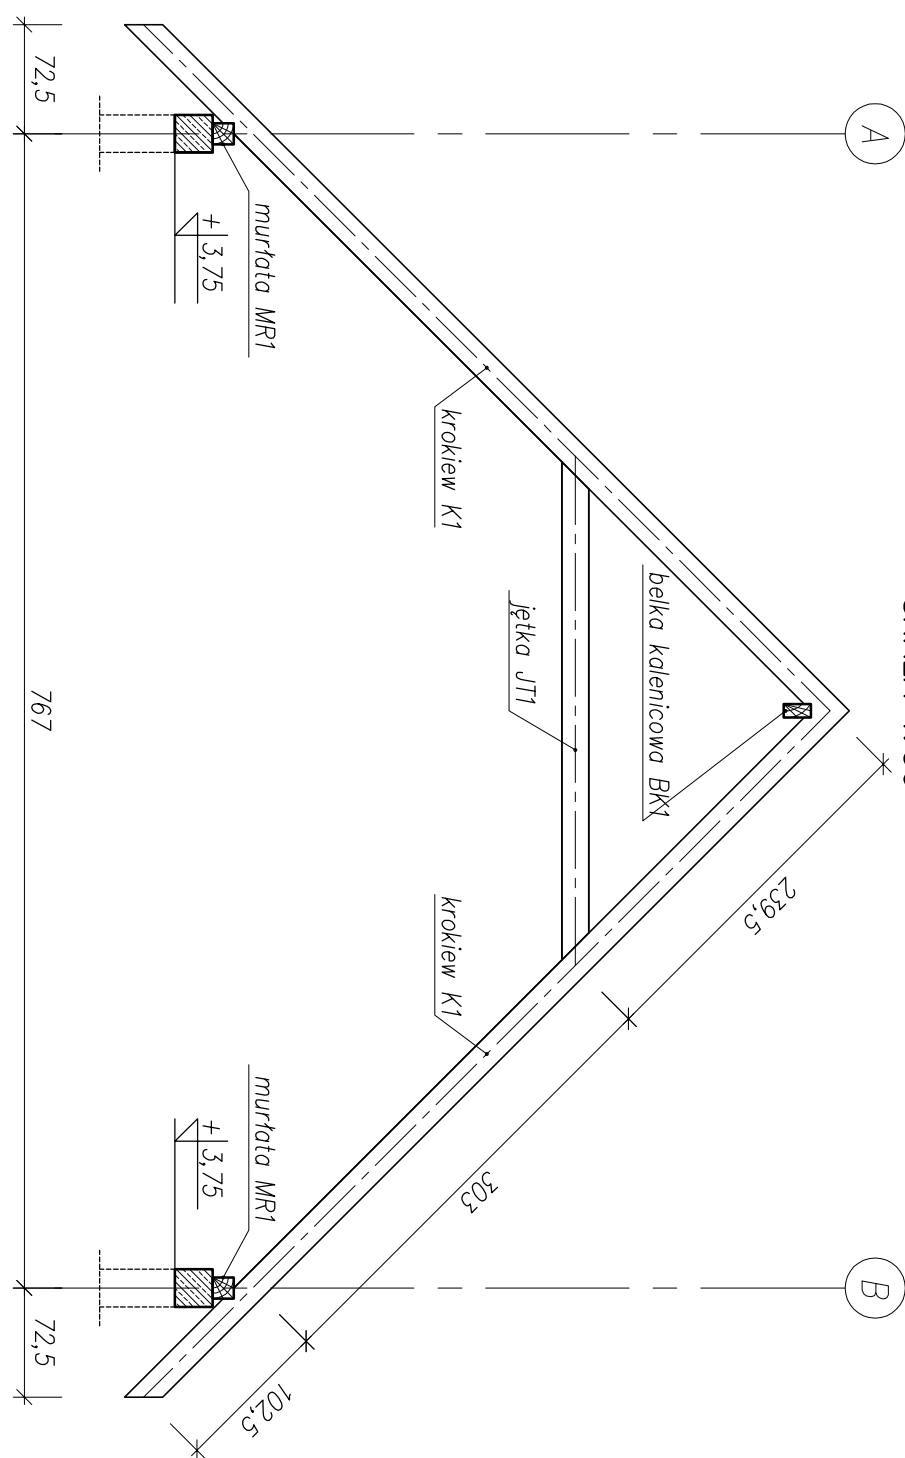 A
B
belka kalenicowa BK1
239,5
jętka JT1
krokiew K1
krokiew K1
303
murłata MR1
murłata MR1
+ 3,75
+ 3,75
102,5
72,5
767
72,5